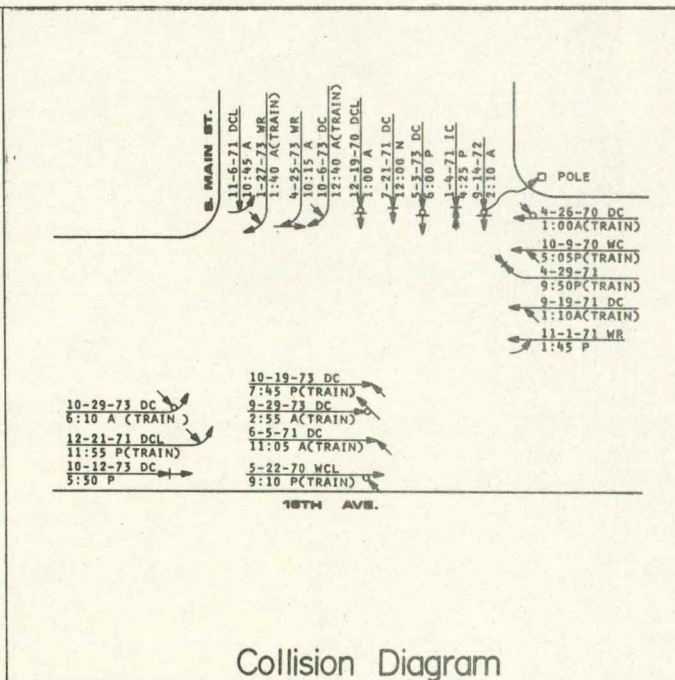 S. MAIN ST.
11-6-71 DCL
10:45 A
1-27-73 WR
1:40 A(TRAIN)
4-25-73 WR
10:15 A
10-6-73 DC
12:40 A(TRAIN)
12-19-70 DCL
1:00 A
7-21-71 DC
12:00 N
5-3-73 DC
6:00 P
1-4-71 IC
4:25 P
9-14-72
2:10 A
POLE
4-26-70 DC
1:00A(TRAIN)
10-9-70 WC
5:05P(TRAIN)
4-29-71
9:50P(TRAIN)
9-19-71 DC
1:10A(TRAIN)
11-1-71 WR
1:45 P
10-29-73 DC
6:10 A (TRAIN )
12-21-71 DCL
11:55 P(TRAIN)
10-12-73 DC
5:50 P
10-19-73 DC
7:45 P(TRAIN)
9-29-73 DC
2:55 A(TRAIN)
6-5-71 DC
11:05 A(TRAIN)
5-22-70 WCL
9:10 P(TRAIN)
16TH AVE.
Collision Diagram